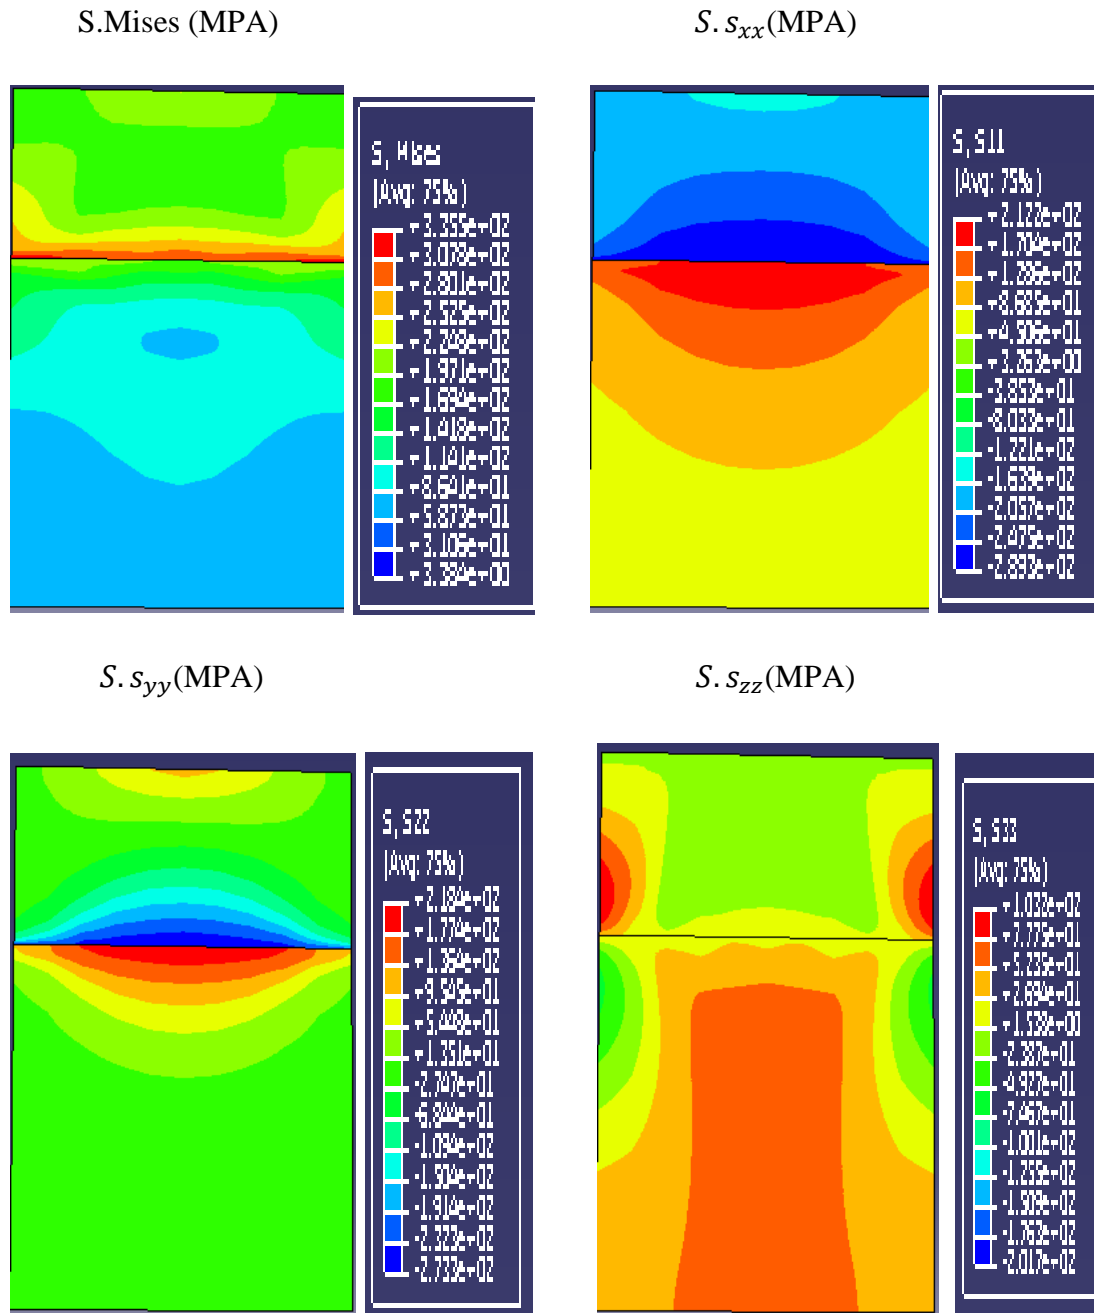 S.Mises (MPA)
S. s_xx(MPA)
S, Mises
(Avg: 75%)
+3.355e+02
+3.078e+02
+2.801e+02
+2.525e+02
+2.248e+02
+1.971e+02
+1.694e+02
+1.418e+02
+1.141e+02
+8.641e+01
+5.873e+01
+3.106e+01
+3.384e+00
S, S11
(Avg: 75%)
+2.122e+02
+1.704e+02
+1.286e+02
+8.685e+01
+4.506e+01
+3.263e+00
-3.853e+01
-8.033e+01
-1.221e+02
-1.639e+02
-2.057e+02
-2.475e+02
-2.893e+02
S. s_yy(MPA)
S. s_zz(MPA)
S, S22
(Avg: 75%)
+2.184e+02
+1.774e+02
+1.364e+02
+9.545e+01
+5.448e+01
+1.351e+01
-2.747e+01
-6.844e+01
-1.094e+02
-1.504e+02
-1.914e+02
-2.323e+02
-2.733e+02
S, S33
(Avg: 75%)
+1.032e+02
+7.775e+01
+5.235e+01
+2.694e+01
+1.538e+00
-2.387e+01
-4.927e+01
-7.467e+01
-1.001e+02
-1.255e+02
-1.509e+02
-1.763e+02
-2.017e+02